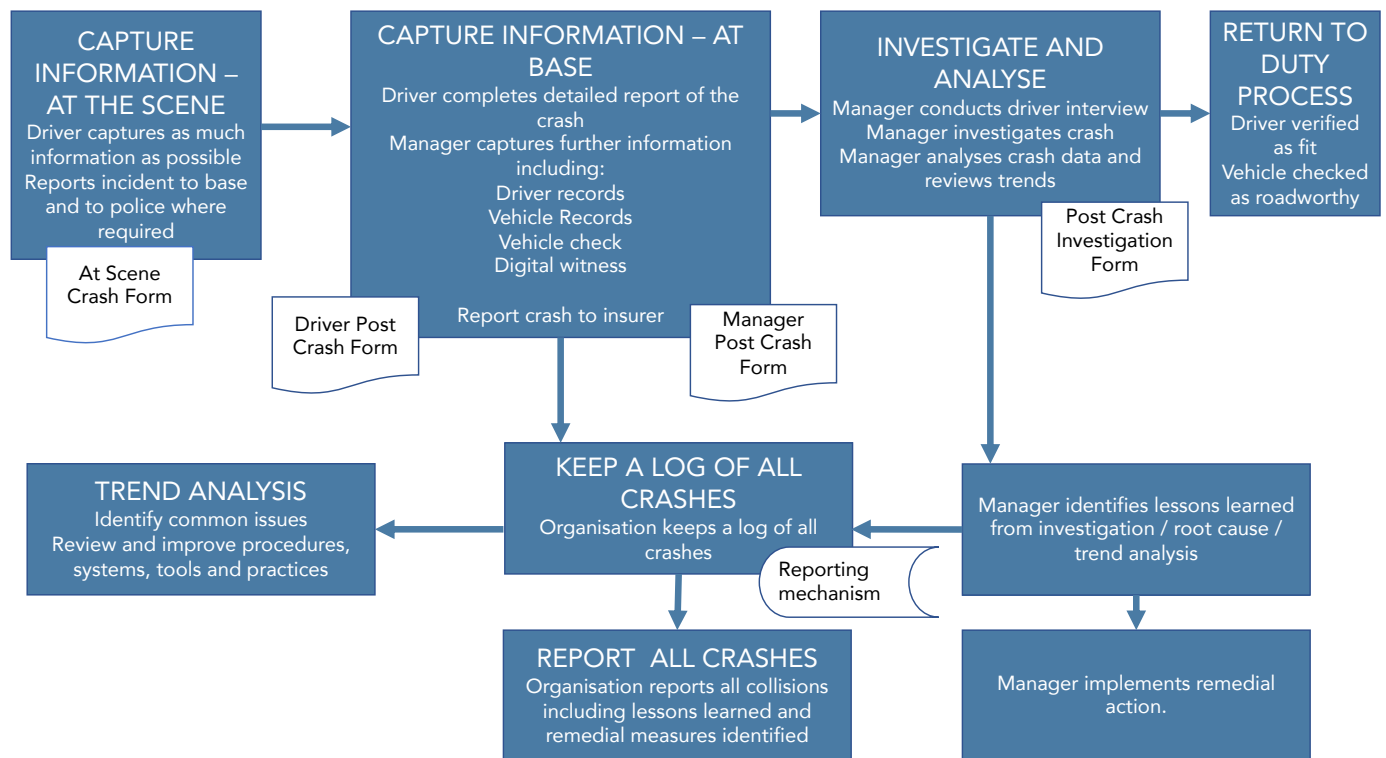 CAPTURE
INFORMATION –
AT THE SCENE
Driver captures as much
information as possible
Reports incident to base
and to police where
required
At Scene
Crash Form
CAPTURE INFORMATION – AT
BASE
Driver completes detailed report of the
crash
Manager captures further information
including:
Driver records
Vehicle Records
Vehicle check
Digital witness
Report crash to insurer
Driver Post
Crash Form
Manager
Post Crash
Form
INVESTIGATE AND
ANALYSE
Manager conducts driver interview
Manager investigates crash
Manager analyses crash data and
reviews trends
Post Crash
Investigation
Form
RETURN TO
DUTY
PROCESS
Driver verified
as fit
Vehicle checked
as roadworthy
TREND ANALYSIS
Identify common issues
Review and improve procedures,
systems, tools and practices
KEEP A LOG OF ALL
CRASHES
Organisation keeps a log of all
crashes
Reporting
mechanism
Manager identifies lessons learned
from investigation / root cause /
trend analysis
REPORT  ALL CRASHES
Organisation reports all collisions
including lessons learned and
remedial measures identified
Manager implements remedial
action.